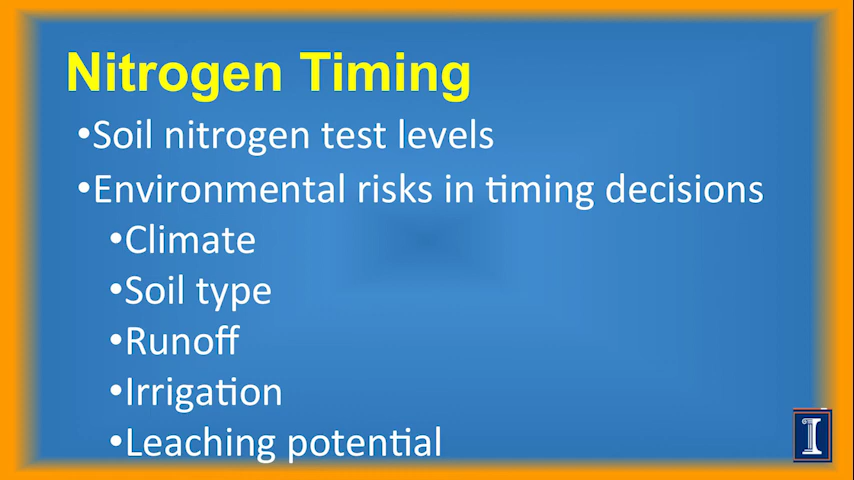 Nitrogen Timing
•Soil nitrogen test levels
•Environmental risks in timing decisions
•Climate
•Soil type
•Runoff
•Irrigation
•Leaching potential
I